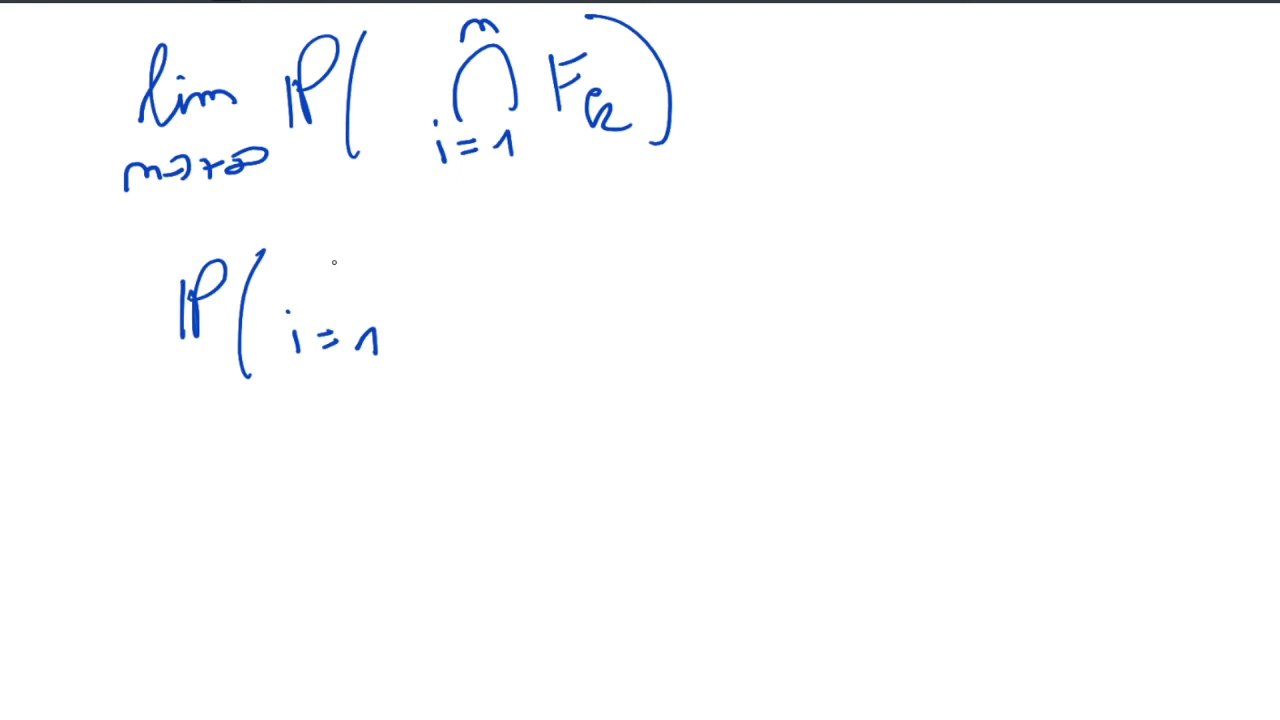 lim P( ⋂ F_k )
n→+∞ i=1 n
P( i=1